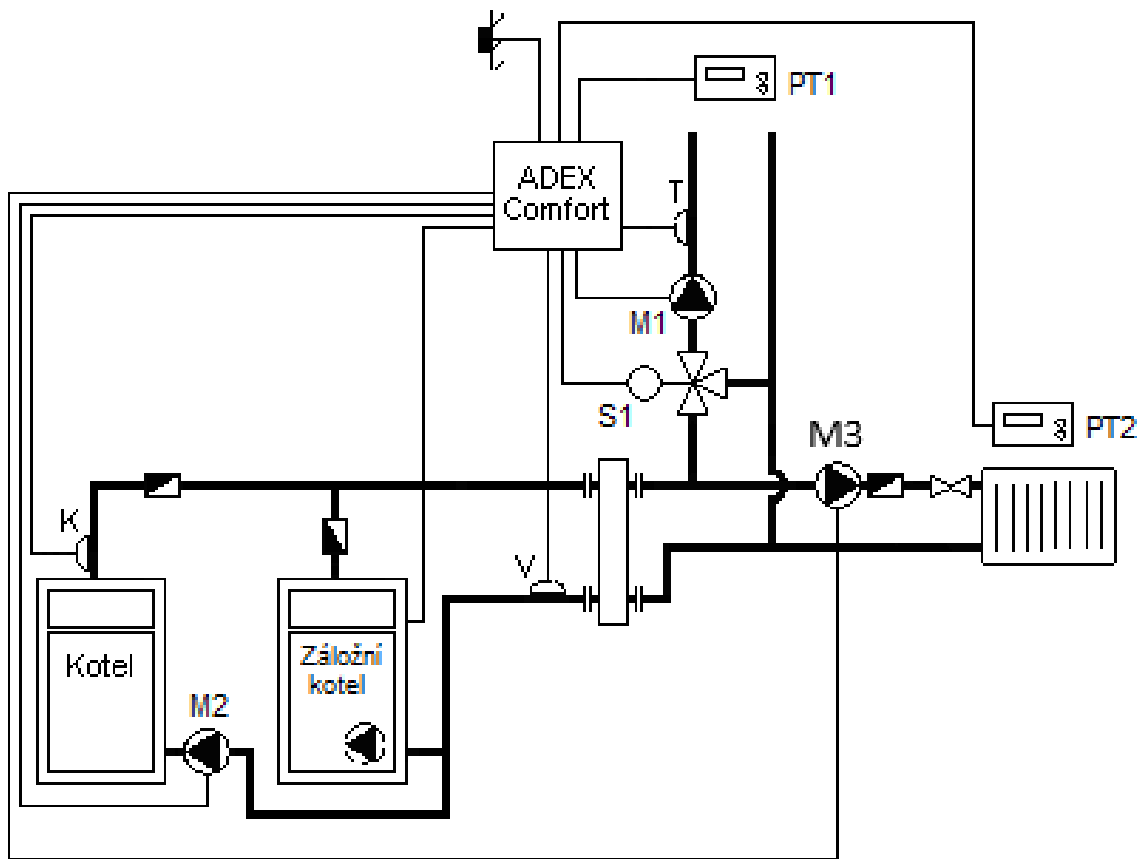 PT1
ADEX
Comfort
T
M1
S1
PT2
M3
K
V
Kotel
Záložní
kotel
M2